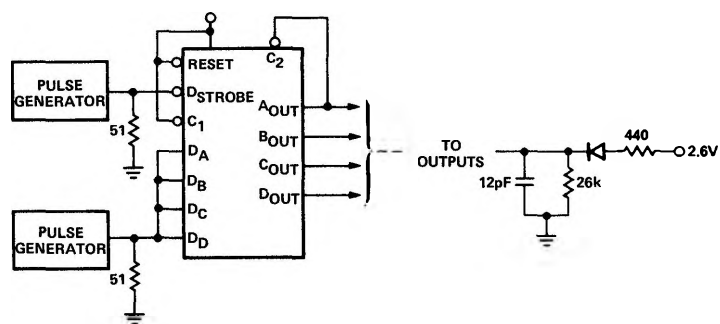 PULSE
GENERATOR
51
PULSE
GENERATOR
51
RESET
DSTROBE
C1
DA
DB
DC
DD
C2
AOUT
BOUT
COUT
DOUT
TO
OUTPUTS
12pF
26k
440
2.6V